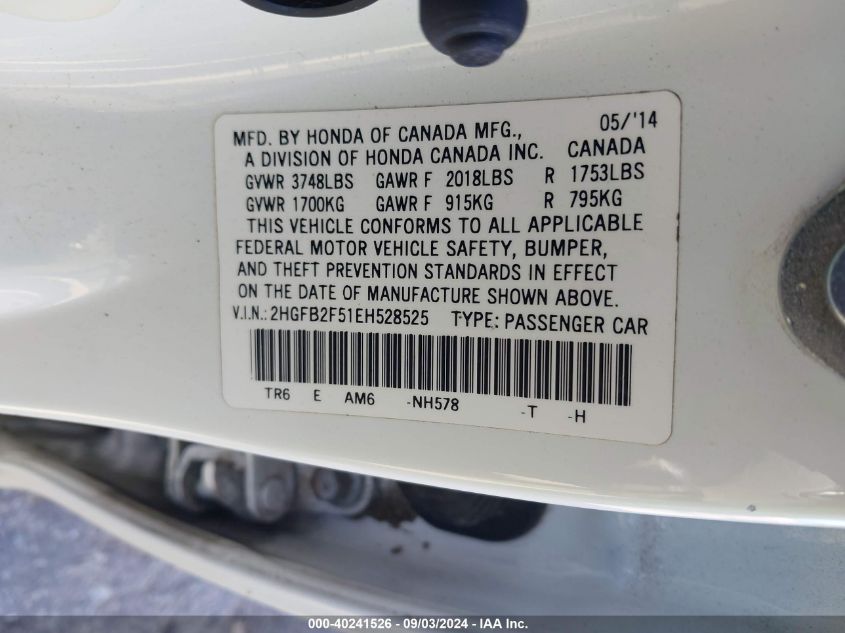 05/'14
MFD. BY HONDA OF CANADA MFG.,
A DIVISION OF HONDA CANADA INC. CANADA
GVWR 3748LBS GAWR F 2018LBS R 1753LBS
GVWR 1700KG GAWR F 915KG R 795KG
THIS VEHICLE CONFORMS TO ALL APPLICABLE
FEDERAL MOTOR VEHICLE SAFETY, BUMPER,
AND THEFT PREVENTION STANDARDS IN EFFECT
ON THE DATE OF MANUFACTURE SHOWN ABOVE.
V.I.N.: 2HGFB2F51EH528525 TYPE: PASSENGER CAR
TR6 E AM6 -NH578 -T -H
000-40241526 - 09/03/2024 - IAA Inc.